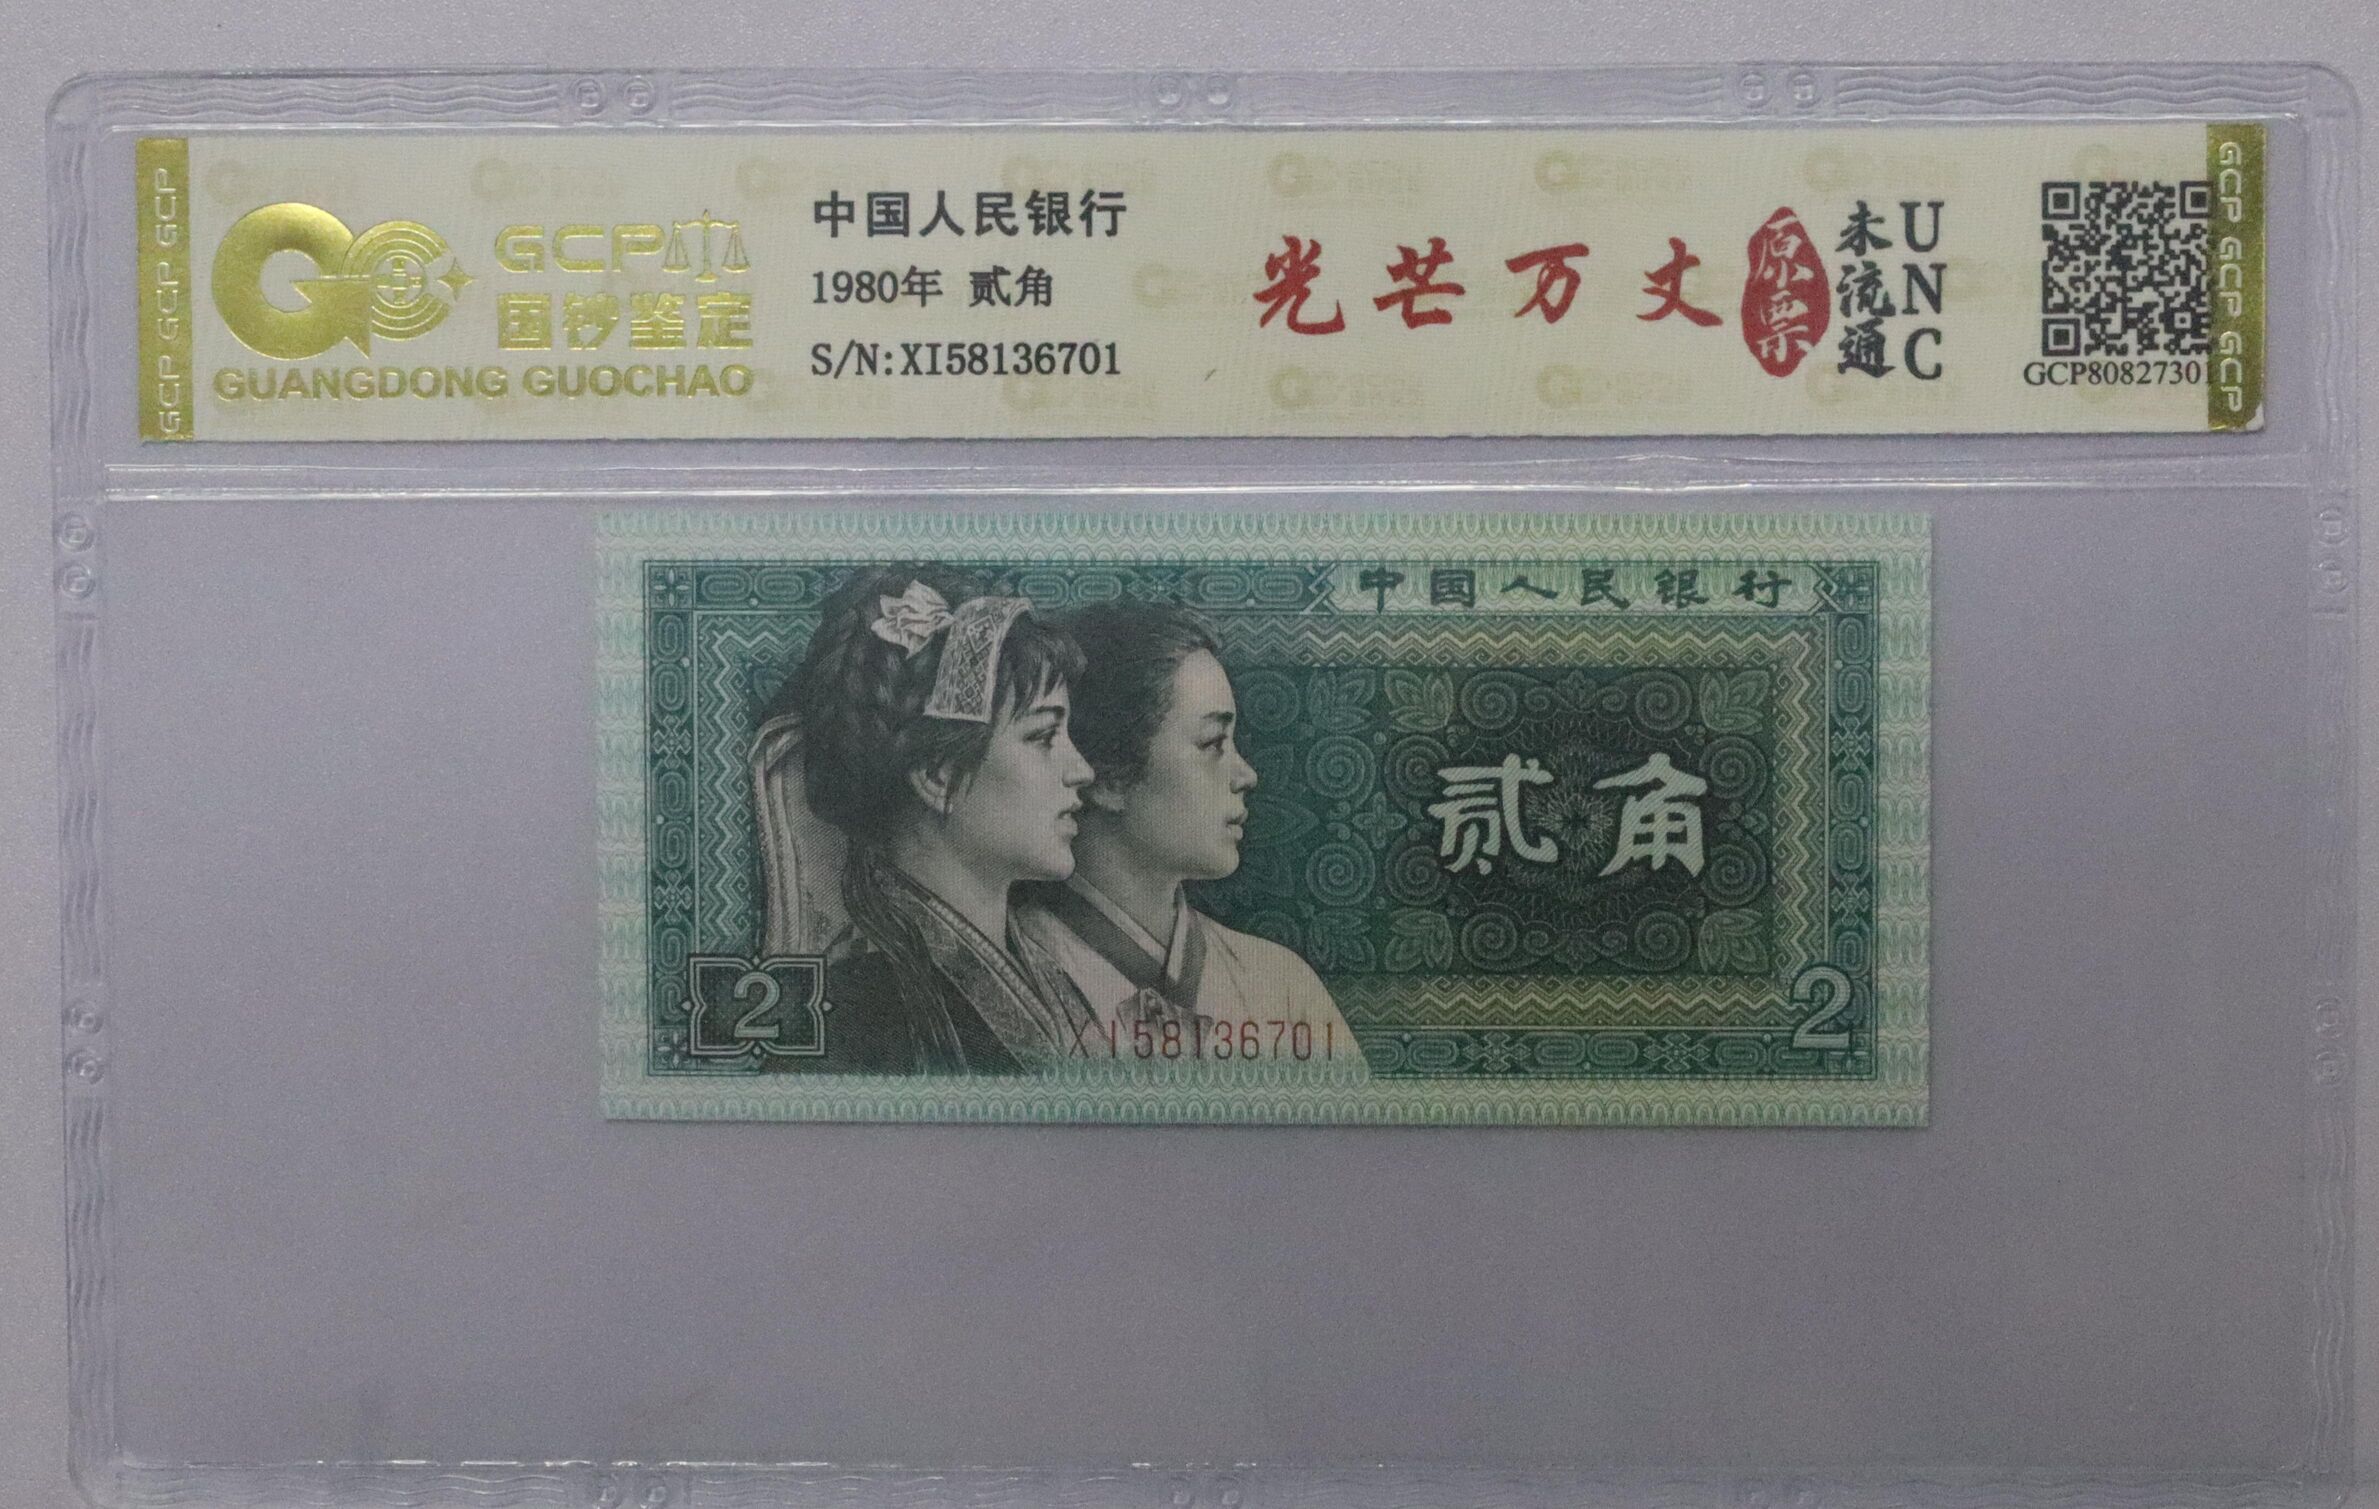 GCP GCP GCP
GCP
国钞鉴定
GUANGDONG GUOCHAO
中国人民银行
1980年 贰角
S/N:XI58136701
光芒万丈
原票
未流通
UNC
GCP80827301
GCP GCP GCP
中国人民银行
贰角
2
XI58136701
2